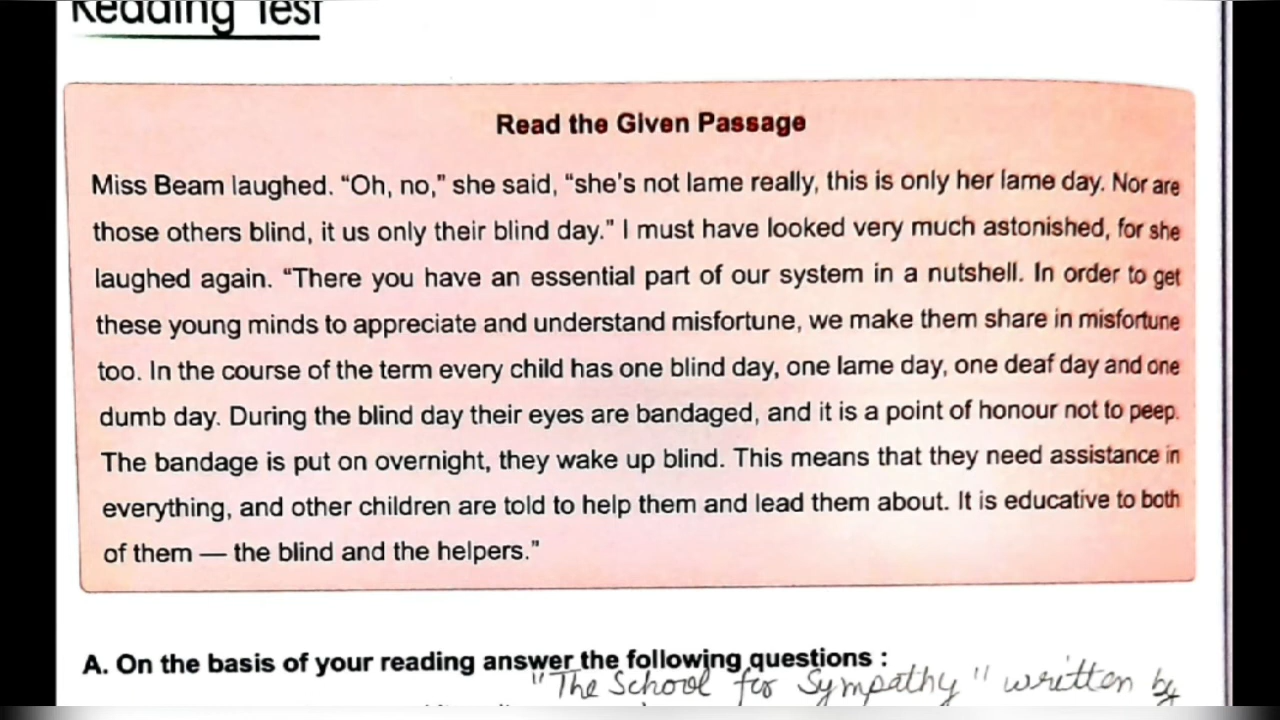 Reading Test
Read the Given Passage
Miss Beam laughed. “Oh, no,” she said, “she's not lame really, this is only her lame day. Nor are
those others blind, it us only their blind day.” I must have looked very much astonished, for she
laughed again. “There you have an essential part of our system in a nutshell. In order to get
these young minds to appreciate and understand misfortune, we make them share in misfortune
too. In the course of the term every child has one blind day, one lame day, one deaf day and one
dumb day. During the blind day their eyes are bandaged, and it is a point of honour not to peep.
The bandage is put on overnight, they wake up blind. This means that they need assistance in
everything, and other children are told to help them and lead them about. It is educative to both
of them — the blind and the helpers.”
A. On the basis of your reading answer the following questions :
"The School for Sympathy" written by